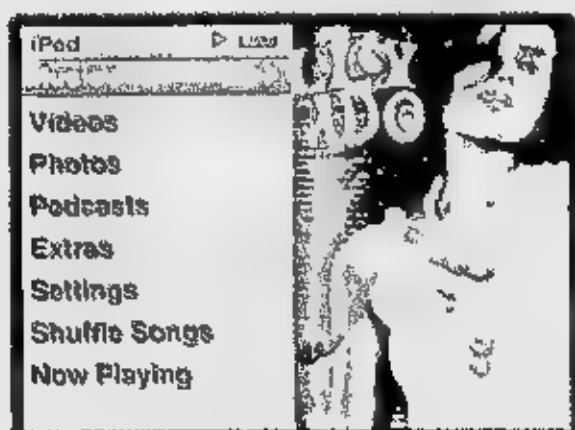 iPod
Videos
Photos
Podcasts
Extras
Settings
Shuffle Songs
Now Playing